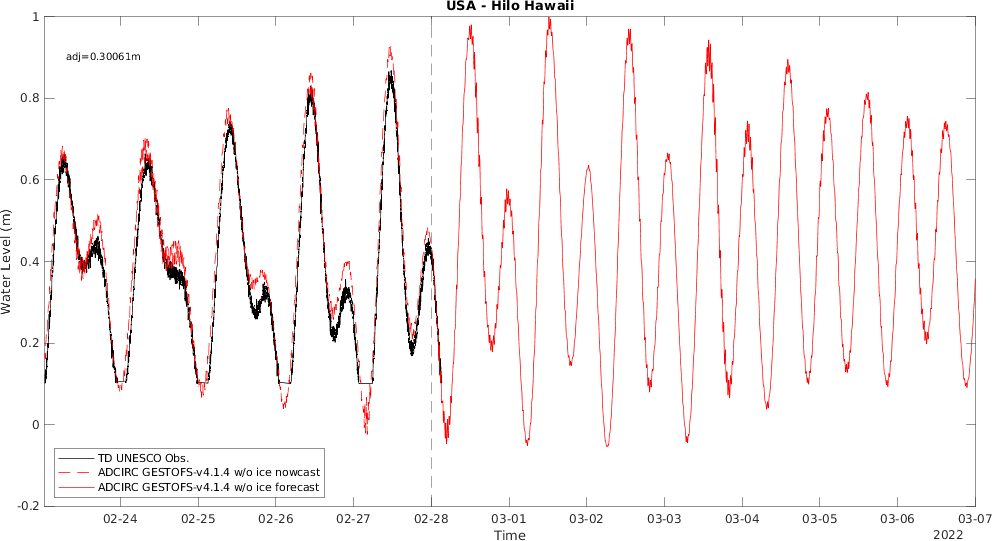 USA - Hilo Hawaii
adj=0.30061m
1
0.8
0.6
0.4
0.2
0
-0.2
Water Level (m)
TD UNESCO Obs.
ADCIRC GESTOFS-v4.1.4 w/o ice nowcast
ADCIRC GESTOFS-v4.1.4 w/o ice forecast
02-24 02-25 02-26 02-27 02-28 03-01 03-02 03-03 03-04 03-05 03-06 03-07
Time
2022